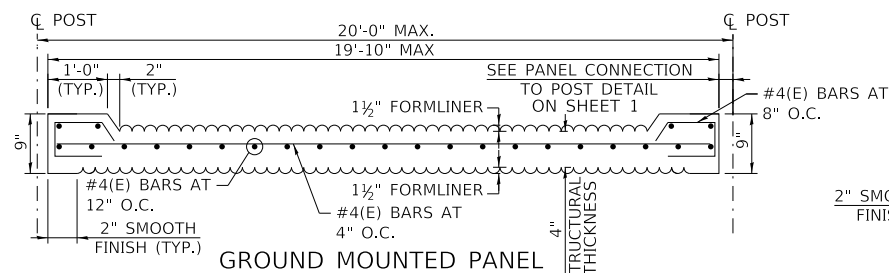 ℄ POST
20'-0" MAX.
℄ POST
19'-10" MAX
1'-0"
(TYP.)
2"
(TYP.)
SEE PANEL CONNECTION
TO POST DETAIL
ON SHEET 1
#4(E) BARS AT
8" O.C.
1½" FORMLINER
9"
9"
#4(E) BARS AT
12" O.C.
1½" FORMLINER
#4(E) BARS AT
4" O.C.
4"
TRUCTURAL
THICKNESS
2" SMOOTH
FINISH (TYP.)
2" SMO
FINIS
GROUND MOUNTED PANEL